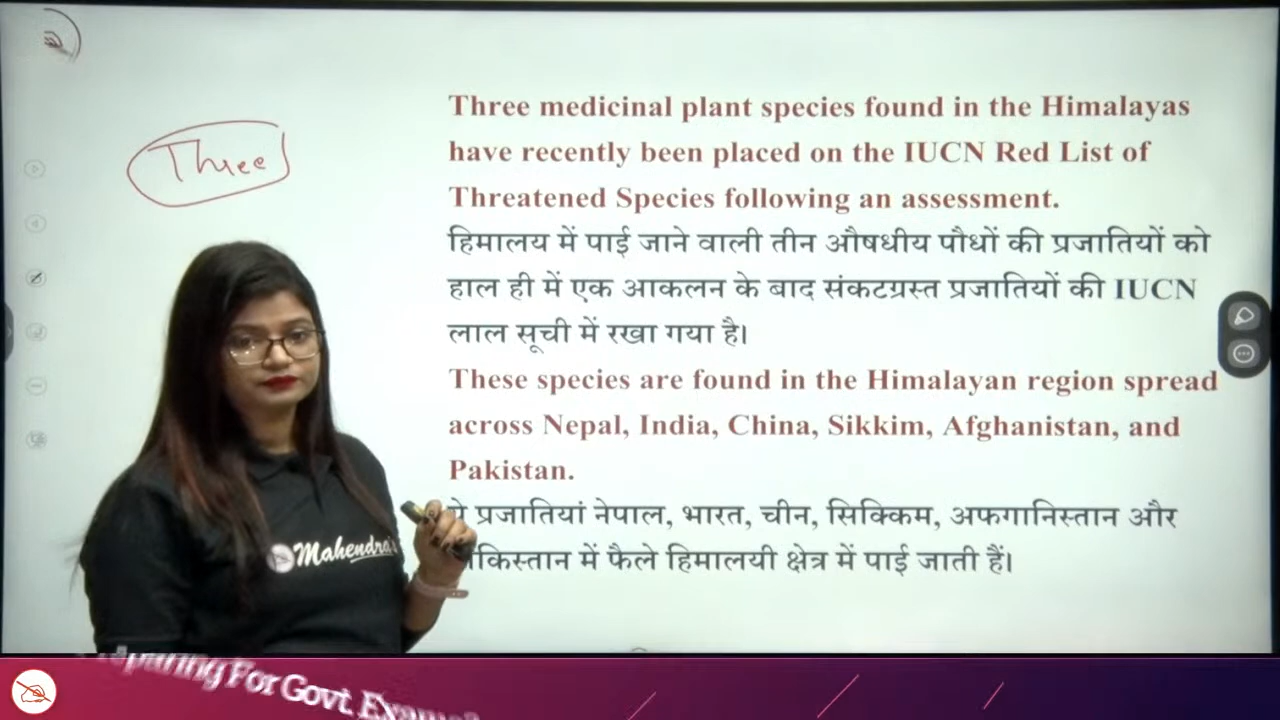 Three
Three medicinal plant species found in the Himalayas
have recently been placed on the IUCN Red List of
Threatened Species following an assessment.
हिमालय में पाई जाने वाली तीन औषधीय पौधों की प्रजातियों को
हाल ही में एक आकलन के बाद संकटग्रस्त प्रजातियों की IUCN
लाल सूची में रखा गया है।
These species are found in the Himalayan region spread
across Nepal, India, China, Sikkim, Afghanistan, and
Pakistan.
प्रजातियां नेपाल, भारत, चीन, सिक्किम, अफगानिस्तान और
में फैले हिमालयी क्षेत्र में पाई जाती हैं।
Mahendra's
Preparing For Govt. Exams?